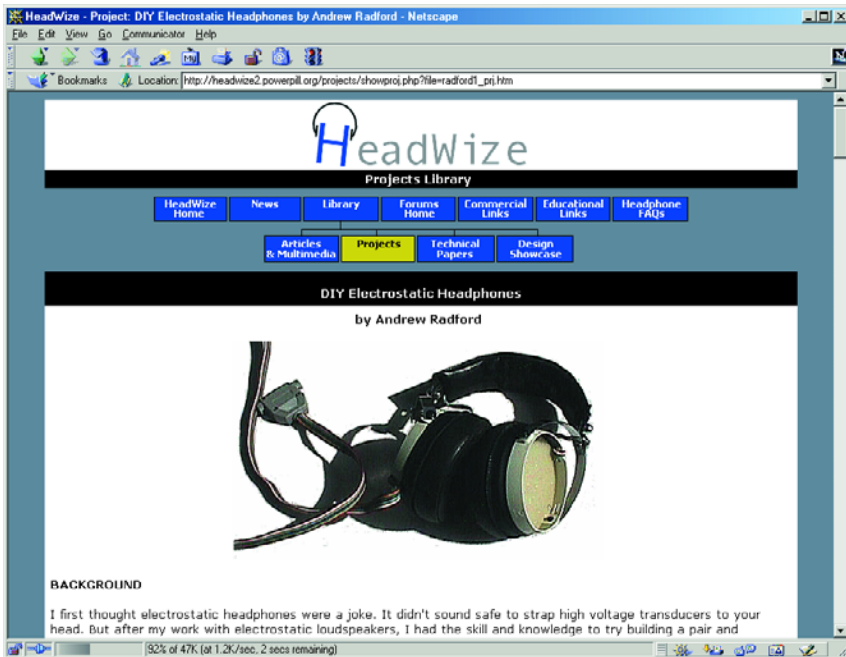 HeadWize - Project: DIY Electrostatic Headphones by Andrew Radford - Netscape
File Edit View Go Communicator Help
My
N
Bookmarks Location: http://headwize2.powerpill.org/projects/showproj.php?file=radford1_prj.htm
HeadWize
Projects Library
HeadWize Home News Library Forums Home Commercial Links Educational Links Headphone FAQs
Articles & Multimedia Projects Technical Papers Design Showcase
DIY Electrostatic Headphones
by Andrew Radford
BACKGROUND
I first thought electrostatic headphones were a joke. It didn't sound safe to strap high voltage transducers to your
head. But after my work with electrostatic loudspeakers, I had the skill and knowledge to try building a pair and
92% of 47K (at 1.2K/sec, 2 secs remaining)